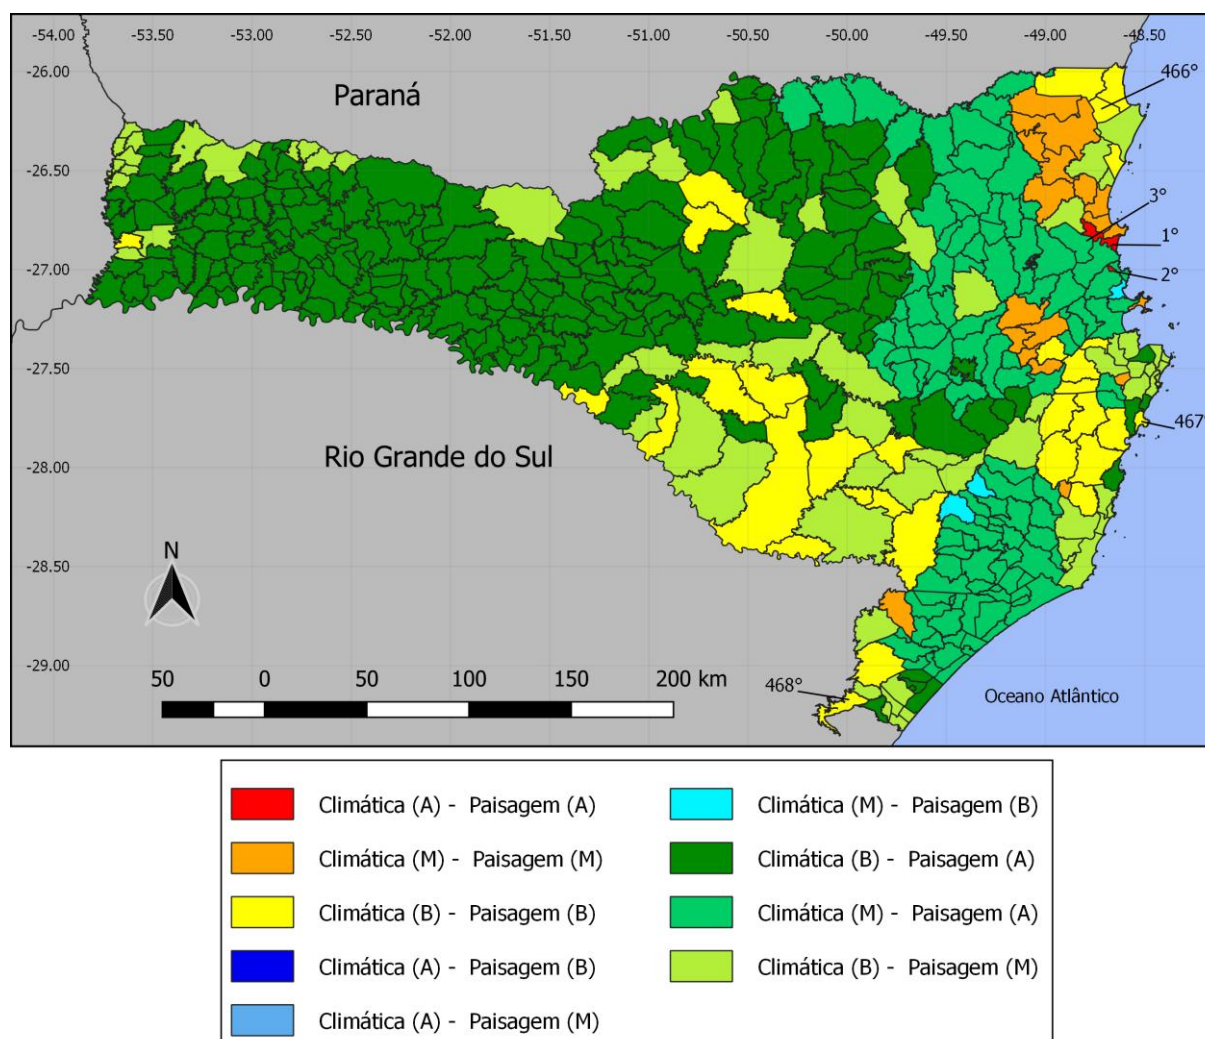 -54.00 -53.50 -53.00 -52.50 -52.00 -51.50 -51.00 -50.50 -50.00 -49.50 -49.00 -48.50
-26.00
466°
Paraná
-26.50
3°
1°
-27.00
2°
-27.50
467°
Rio Grande do Sul
-28.00
N
-28.50
-29.00
50 0 50 100 150 200 km
468°
Oceano Atlântico
Climática (A) - Paisagem (A)
Climática (M) - Paisagem (M)
Climática (B) - Paisagem (B)
Climática (A) - Paisagem (B)
Climática (A) - Paisagem (M)
Climática (M) - Paisagem (B)
Climática (B) - Paisagem (A)
Climática (M) - Paisagem (A)
Climática (B) - Paisagem (M)